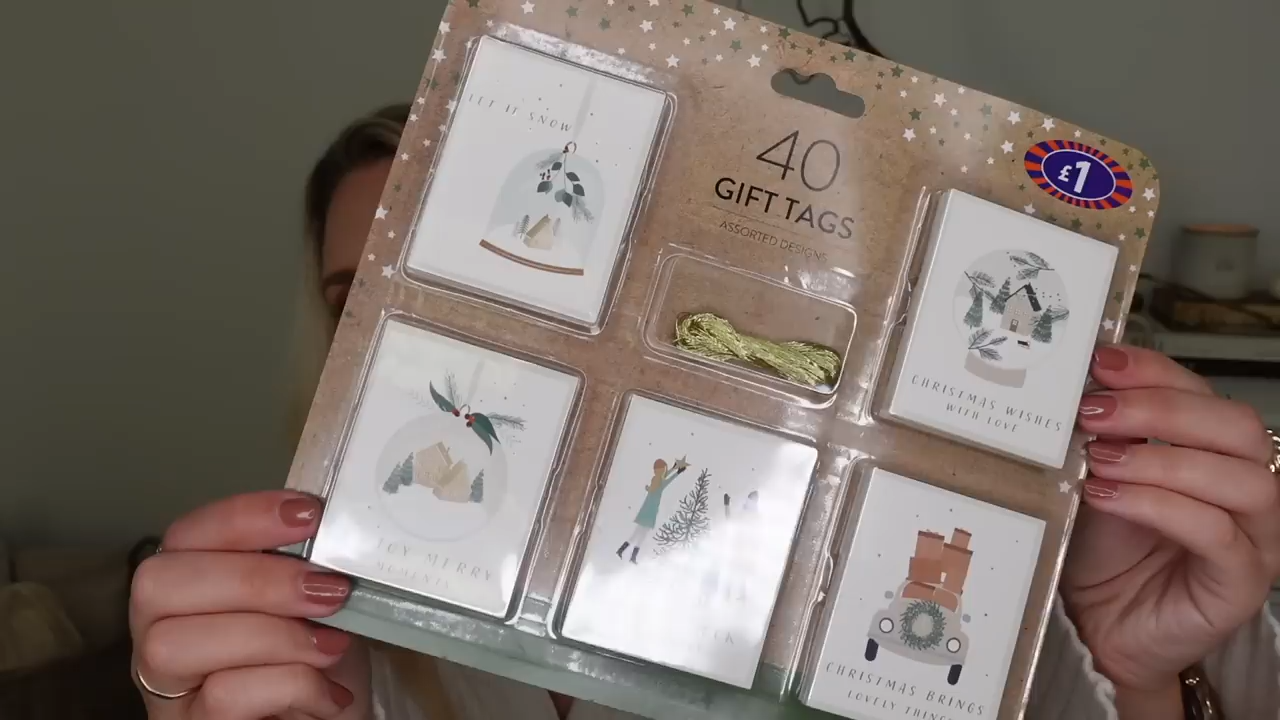 LET IT SNOW
40
GIFT TAGS
ASSORTED DESIGNS
£1
CHRISTMAS WISHES
WITH LOVE
JOY MERRY
MOMENTS
CHRISTMAS BRINGS
LOVELY THINGS